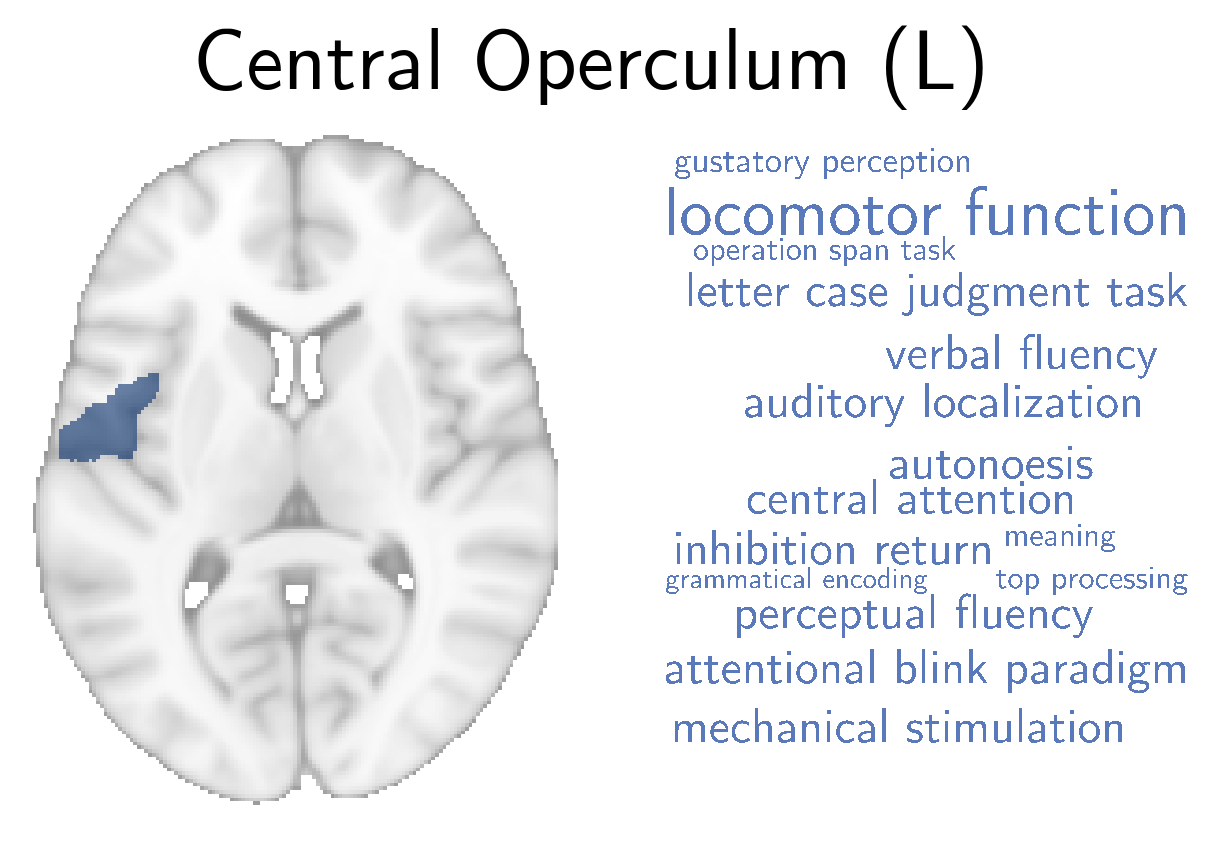 Central Operculum (L)
gustatory perception
locomotor function
operation span task
letter case judgment task
verbal fluency
auditory localization
autonoesis
central attention
inhibition return meaning
grammatical encoding top processing
perceptual fluency
attentional blink paradigm
mechanical stimulation